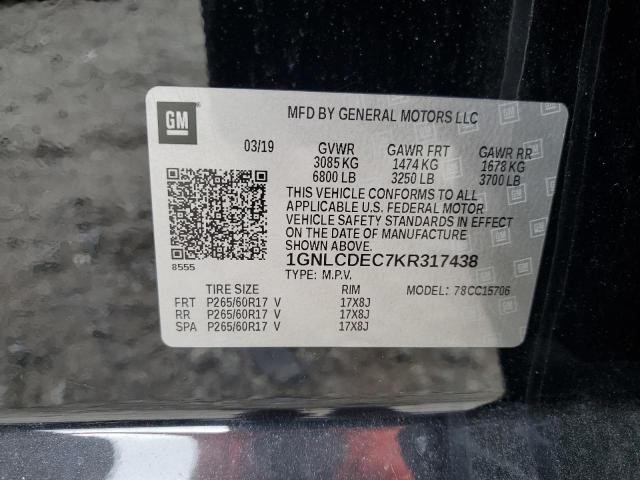 GM
MFD BY GENERAL MOTORS LLC
03/19 GVWR GAWR FRT GAWR RR
3085 KG 1474 KG 1678 KG
6800 LB 3250 LB 3700 LB
THIS VEHICLE CONFORMS TO ALL
APPLICABLE U.S. FEDERAL MOTOR
VEHICLE SAFETY STANDARDS IN EFFECT
ON THE DATE OF MANUFACTURE
SHOWN ABOVE.
8555
1GNLCDEC7KR317438
TYPE: M.P.V.
TIRE SIZE RIM MODEL: 78CC15706
FRT P265/60R17 V 17X8J
RR P265/60R17 V 17X8J
SPA P265/60R17 V 17X8J